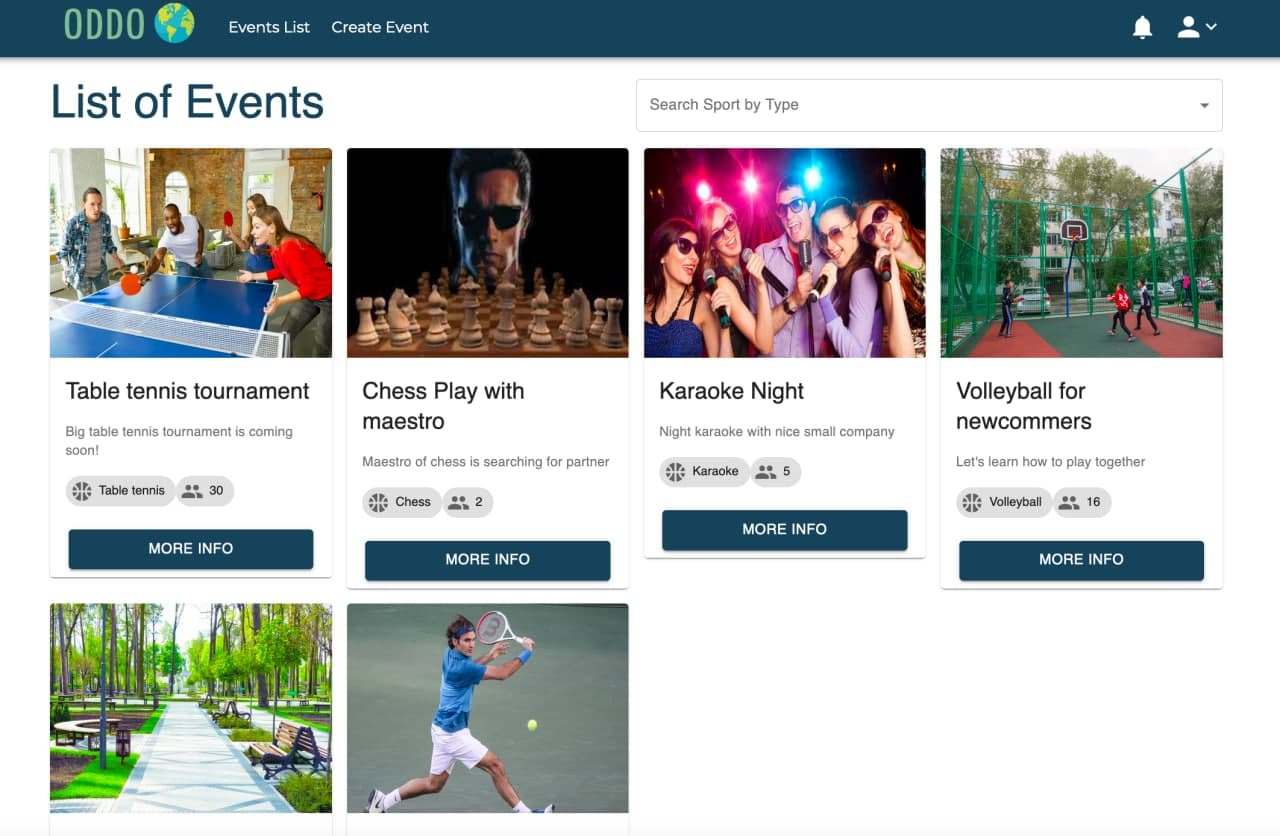 ODDO
Events List
Create Event
List of Events
Search Sport by Type
Table tennis tournament
Big table tennis tournament is coming
soon!
Table tennis
30
MORE INFO
Chess Play with
maestro
Maestro of chess is searching for partner
Chess
2
MORE INFO
Karaoke Night
Night karaoke with nice small company
Karaoke
5
MORE INFO
Volleyball for
newcommers
Let's learn how to play together
Volleyball
16
MORE INFO